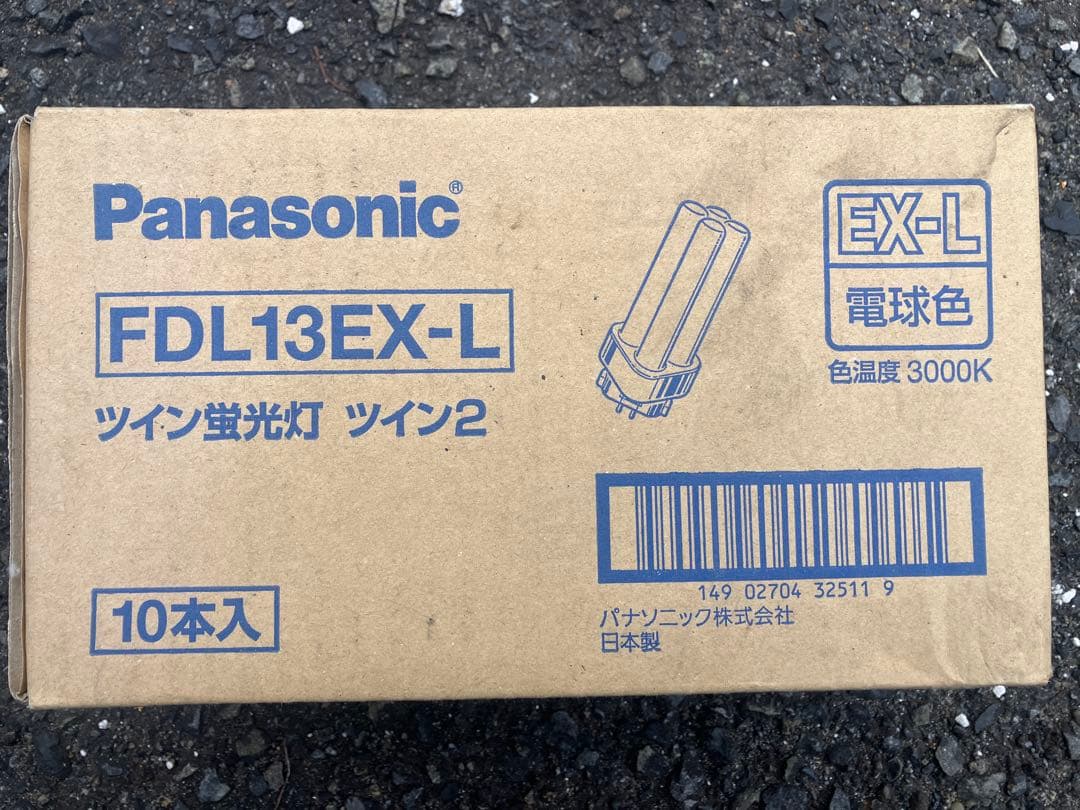 Panasonic®
FDL13EX-L
ツイン蛍光灯 ツイン2
10本入
EX-L
電球色
色温度 3000K
149 02704 32511 9
パナソニック株式会社
日本製